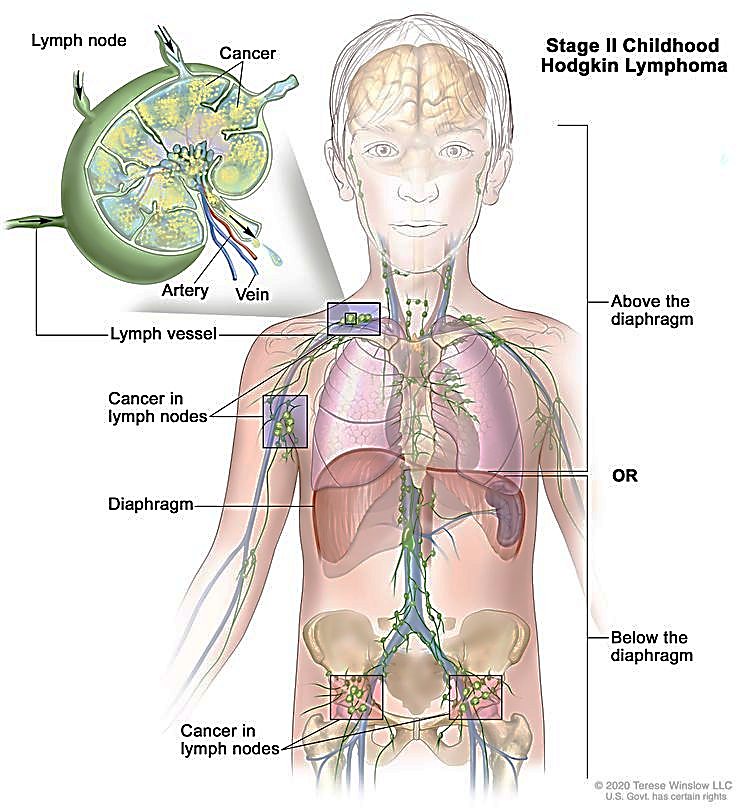 Stage II Childhood
Hodgkin Lymphoma
Lymph node
Cancer
Artery
Vein
Lymph vessel
Above the
diaphragm
Cancer in
lymph nodes
OR
Diaphragm
Below the
diaphragm
Cancer in
lymph nodes
© 2020 Terese Winslow LLC
U.S. Govt. has certain rights